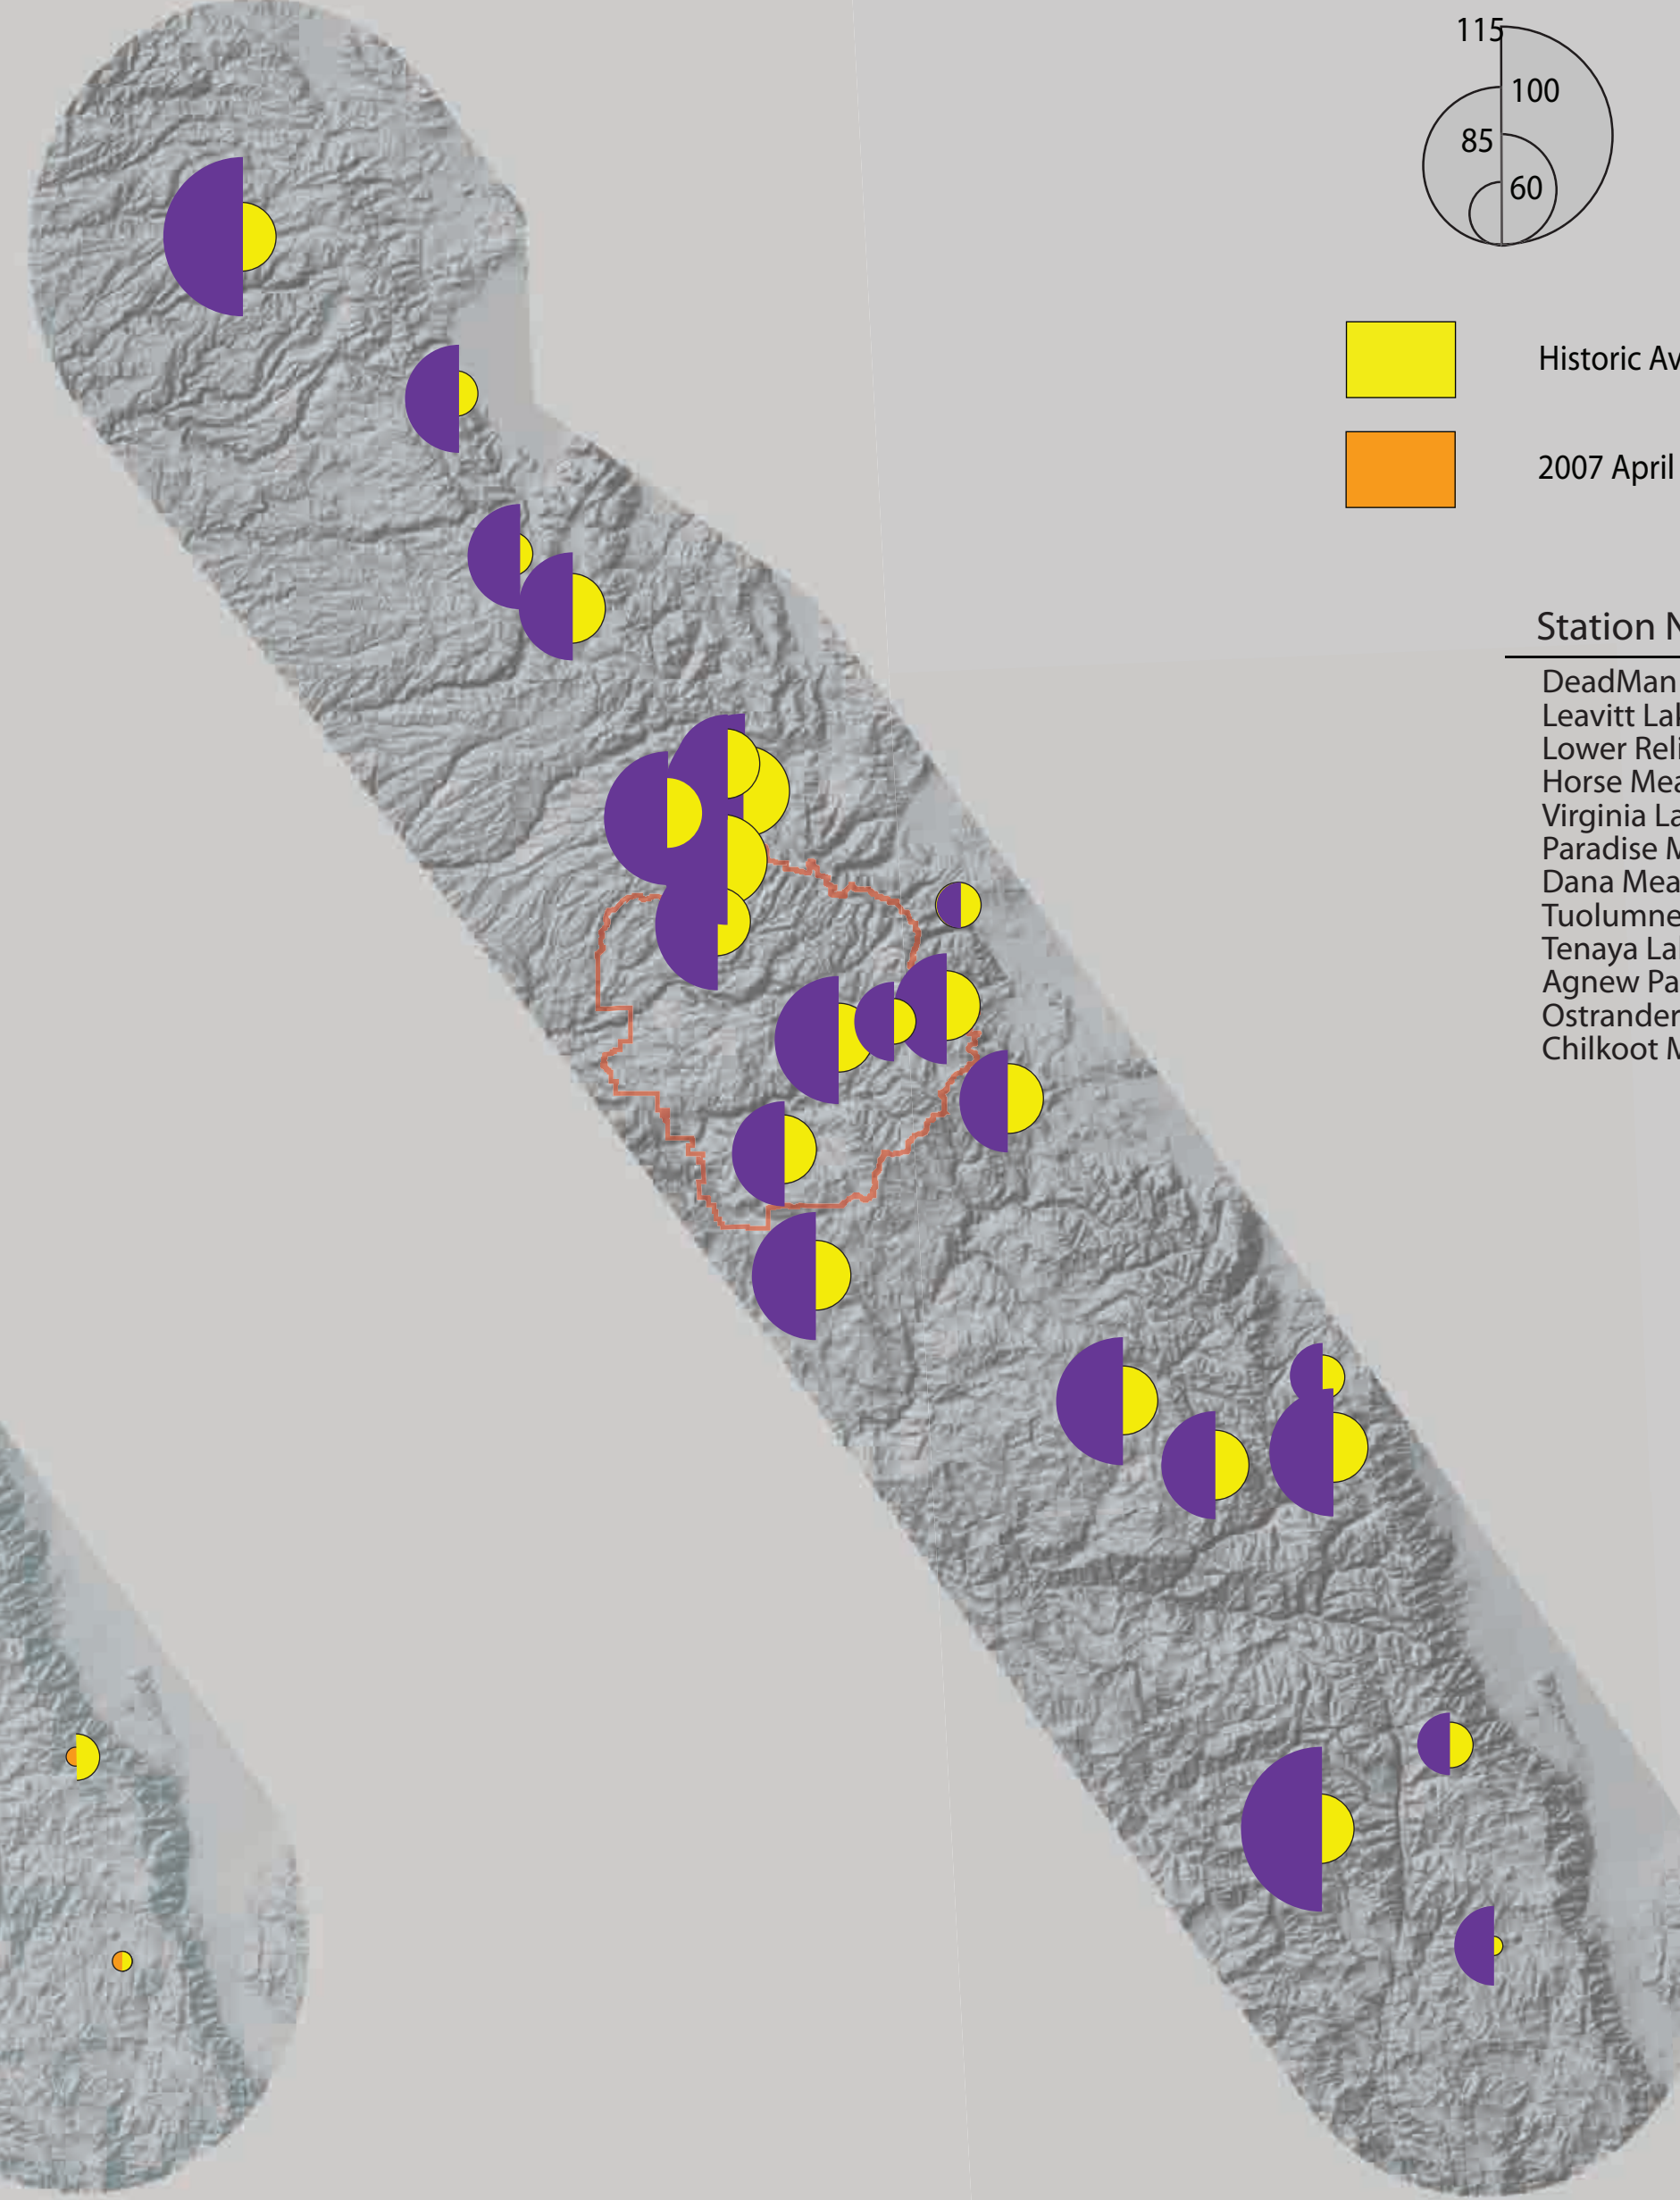 115
100
85
60
Historic Av
2007 April
Station N
DeadMan
Leavitt Lal
Lower Reli
Horse Mea
Virginia La
Paradise M
Dana Mea
Tuolumne
Tenaya Lal
Agnew Pa
Ostrander
Chilkoot M